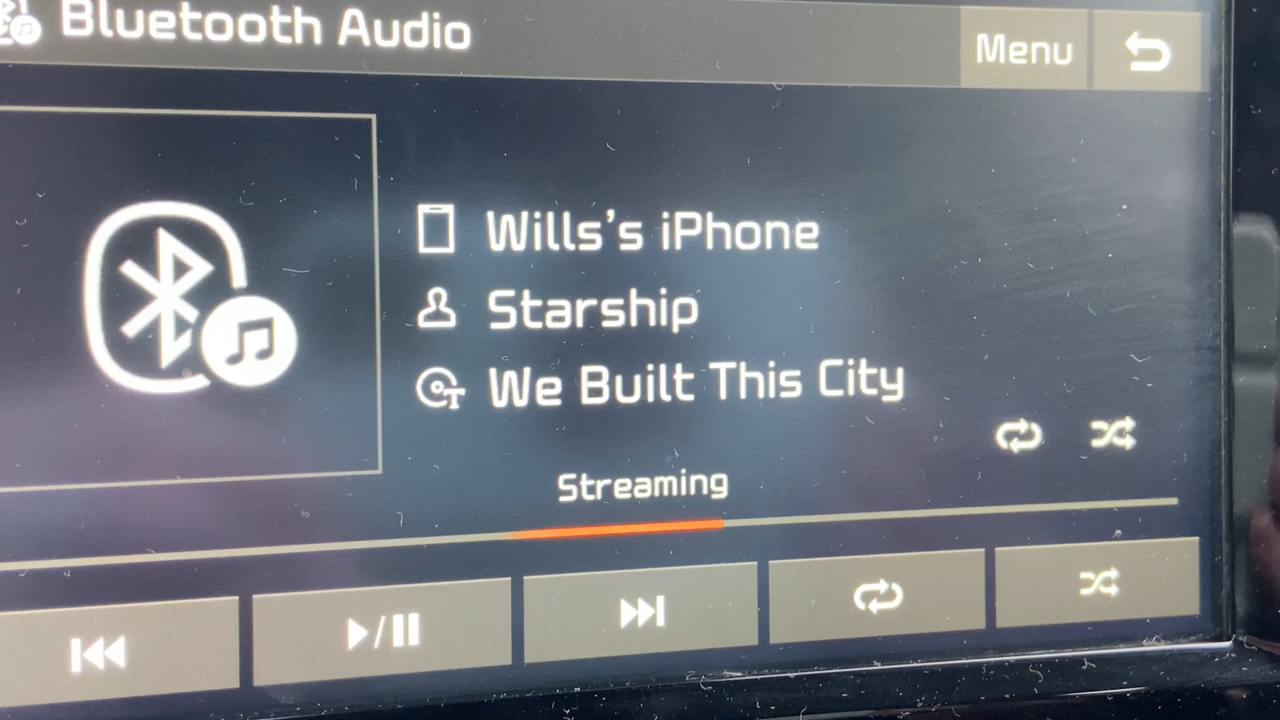 Bluetooth Audio
Menu
Wills's iPhone
Starship
We Built This City
Streaming